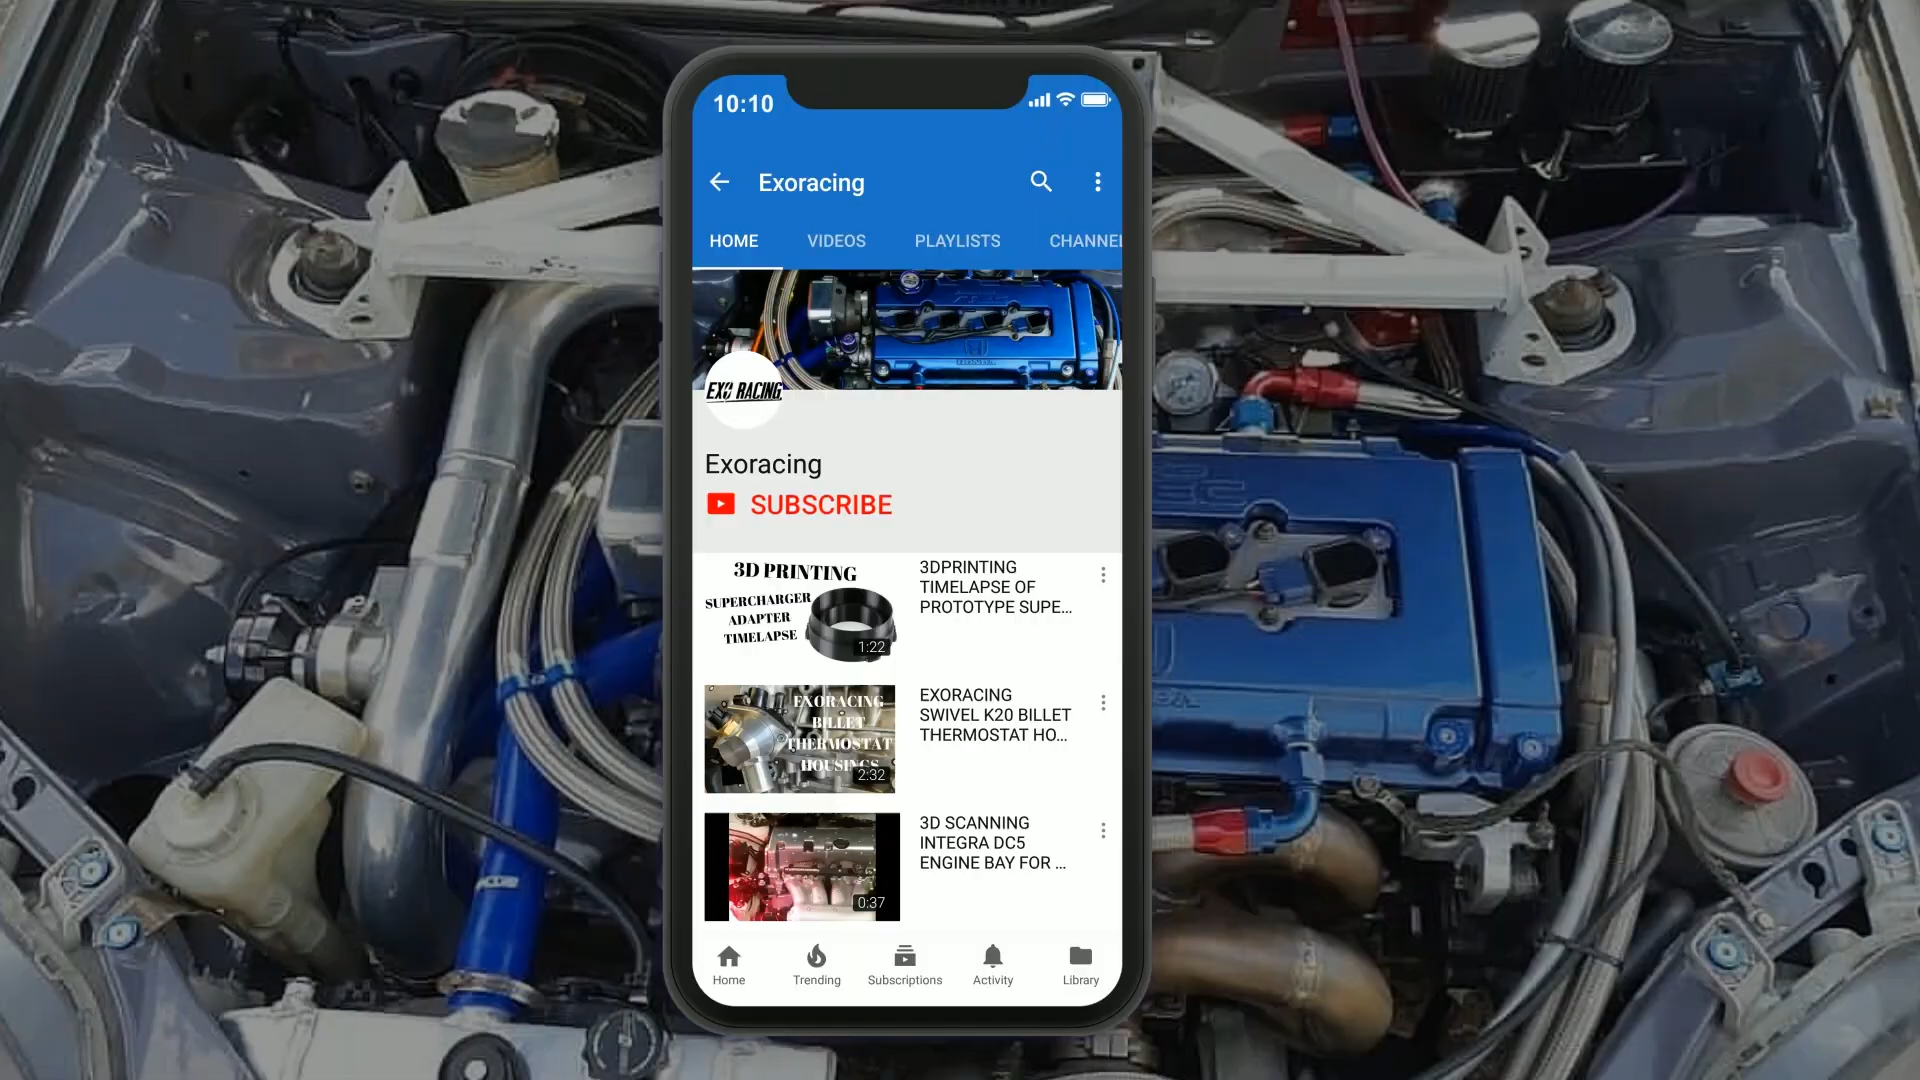 10:10
Exoracing
HOME VIDEOS PLAYLISTS CHANNEL
EXO RACING
Exoracing
SUBSCRIBE
3D PRINTING
SUPERCHARGER
ADAPTER
TIMELAPSE
1:22
3DPRINTING
TIMELAPSE OF
PROTOTYPE SUPE...
EXORACING
BILLET
THERMOSTAT
HOUSINGS
2:32
EXORACING
SWIVEL K20 BILLET
THERMOSTAT HO...
0:37
3D SCANNING
INTEGRA DC5
ENGINE BAY FOR ...
Home Trending Subscriptions Activity Library